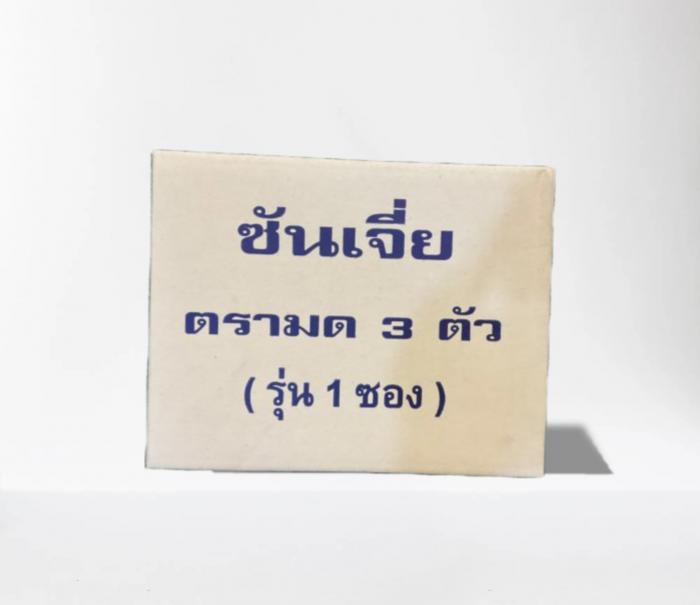 ซันเจี่ย
ตรามด 3 ตัว
( รุ่น 1 ซอง )